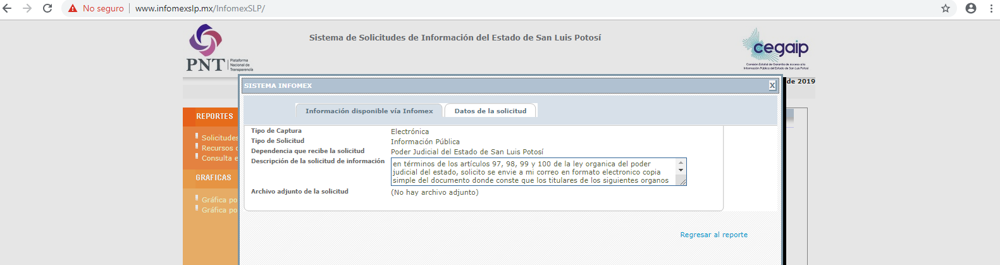 No seguro
www.infomexslp.mx/InfomexSLP/
PNT
Plataforma
Nacional de
Transparencia
Sistema de Solicitudes de Información del Estado de San Luis Potosí
cegaip
Comisión Estatal de Garantía de Acceso a la
Información Pública del Estado de San Luis Potosí
de 2019
SISTEMA INFOMEX
X
Información disponible vía Infomex
Datos de la solicitud
REPORTES
Solicitudes
Recursos
Consulta
GRAFICAS
Gráfica po
Gráfica po
Tipo de Captura
Electrónica
Tipo de Solicitud
Información Pública
Dependencia que recibe la solicitud
Poder Judicial del Estado de San Luis Potosí
Descripción de la solicitud de información
en términos de los artículos 97, 98, 99 y 100 de la ley organica del poder
judicial del estado, solicito se envie a mi correo en formato electronico copia
simple del documento donde conste que los titulares de los siguientes organos
Archivo adjunto de la solicitud
(No hay archivo adjunto)
Regresar al reporte